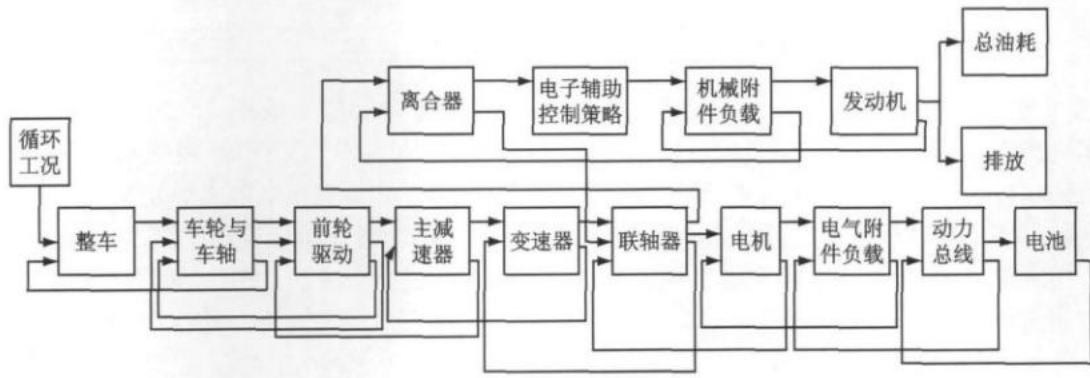 总油耗
离合器
电子辅助
控制策略
机械附
件负载
发动机
循环
工况
排放
整车
车轮与
车轴
前轮
驱动
主减
速器
变速器
联轴器
电机
电气附
件负载
动力
总线
电池